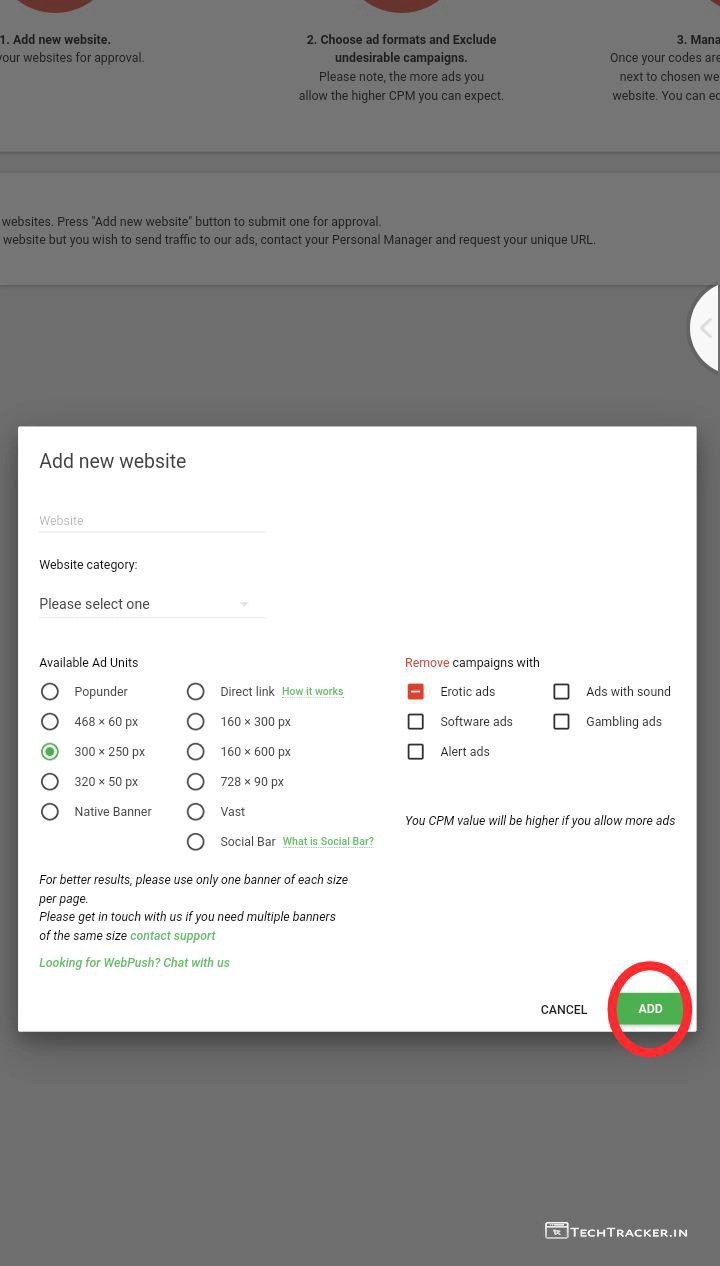 1. Add new website.
your websites for approval.
2. Choose ad formats and Exclude
undesirable campaigns.
Please note, the more ads you
allow the higher CPM you can expect.
3. Mana
Once your codes are
next to chosen we
website. You can ed
websites. Press "Add new website" button to submit one for approval.
website but you wish to send traffic to our ads, contact your Personal Manager and request your unique URL.
Add new website
Website
Website category:
Please select one
Available Ad Units
Popunder
468 × 60 px
300 × 250 px
320 × 50 px
Native Banner
Direct link How it works
160 × 300 px
160 × 600 px
728 × 90 px
Vast
Social Bar What is Social Bar?
Remove campaigns with
Erotic ads
Software ads
Alert ads
Ads with sound
Gambling ads
You CPM value will be higher if you allow more ads
For better results, please use only one banner of each size
per page.
Please get in touch with us if you need multiple banners
of the same size contact support
Looking for WebPush? Chat with us
CANCEL
ADD
TECHTRACKER.IN